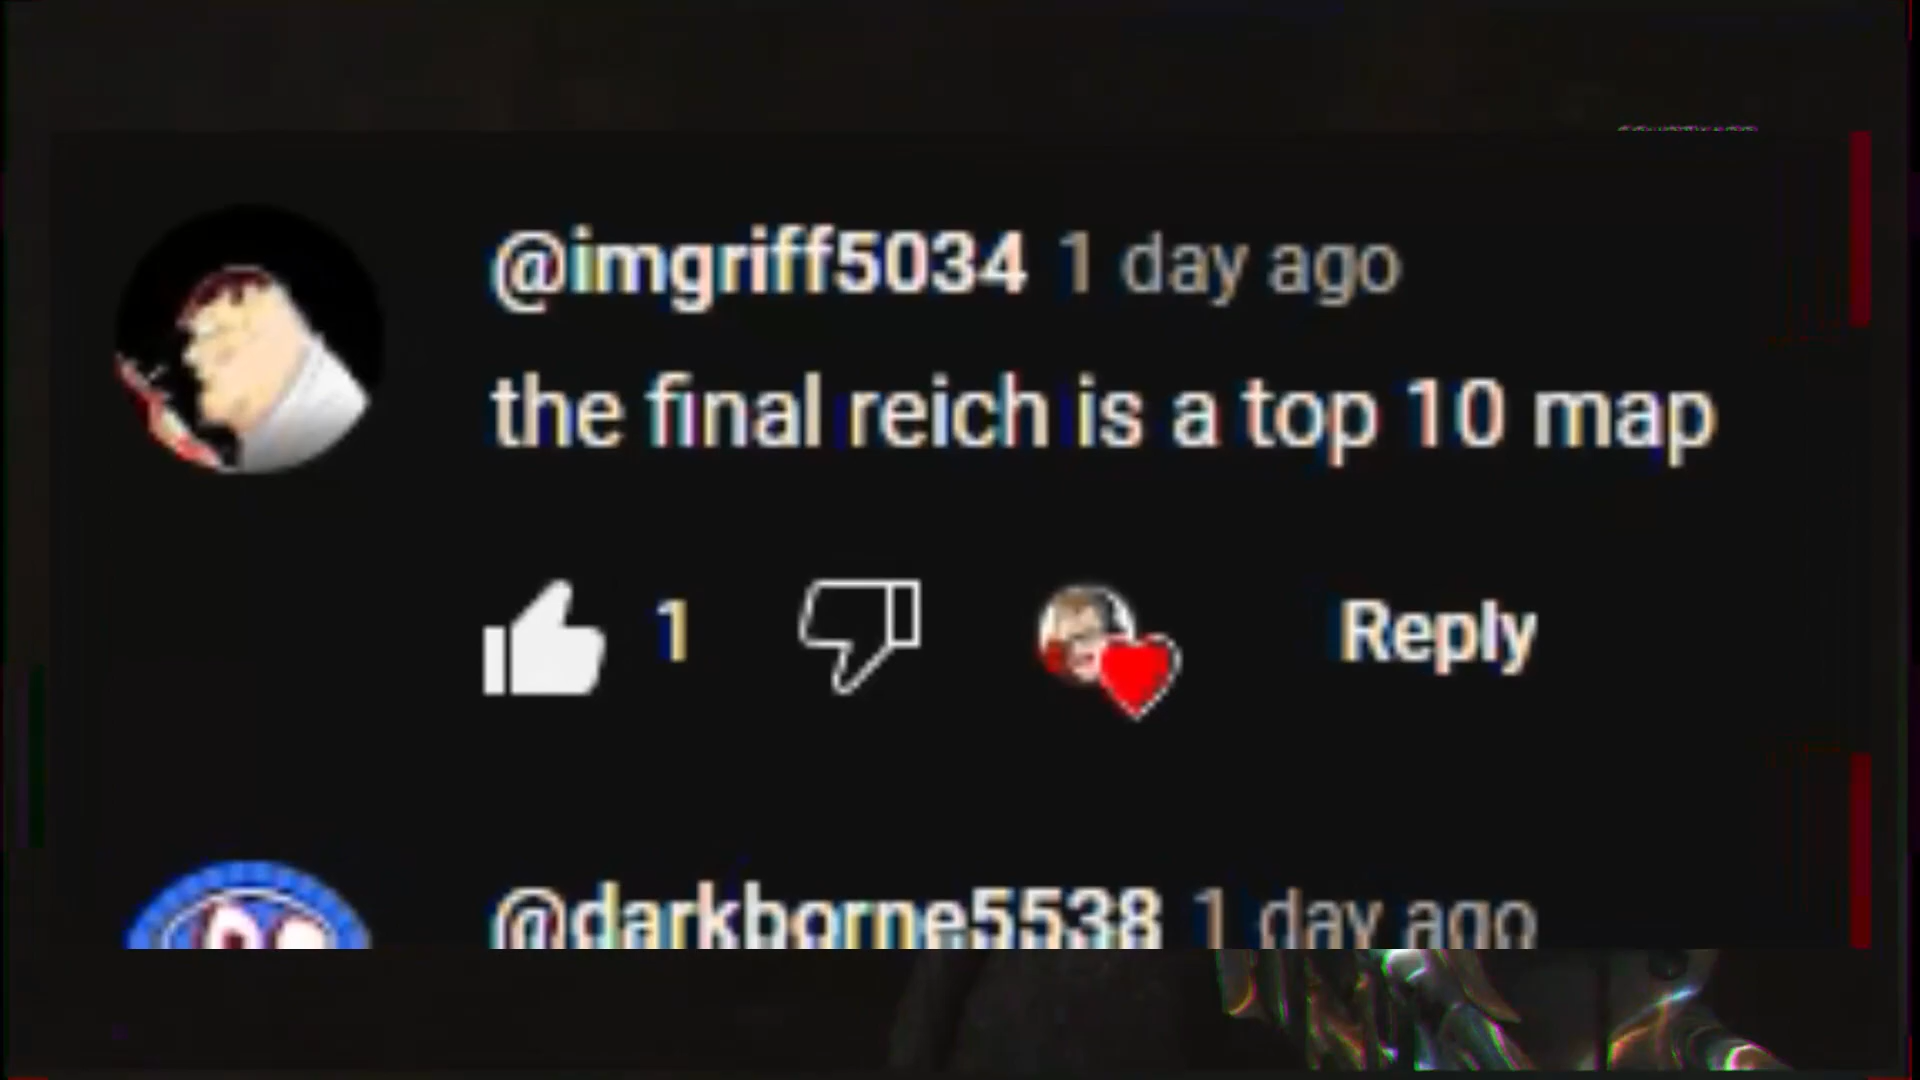 @imgriff5034 1 day ago
the final reich is a top 10 map
1
Reply
@darkborne5538 1 day ago